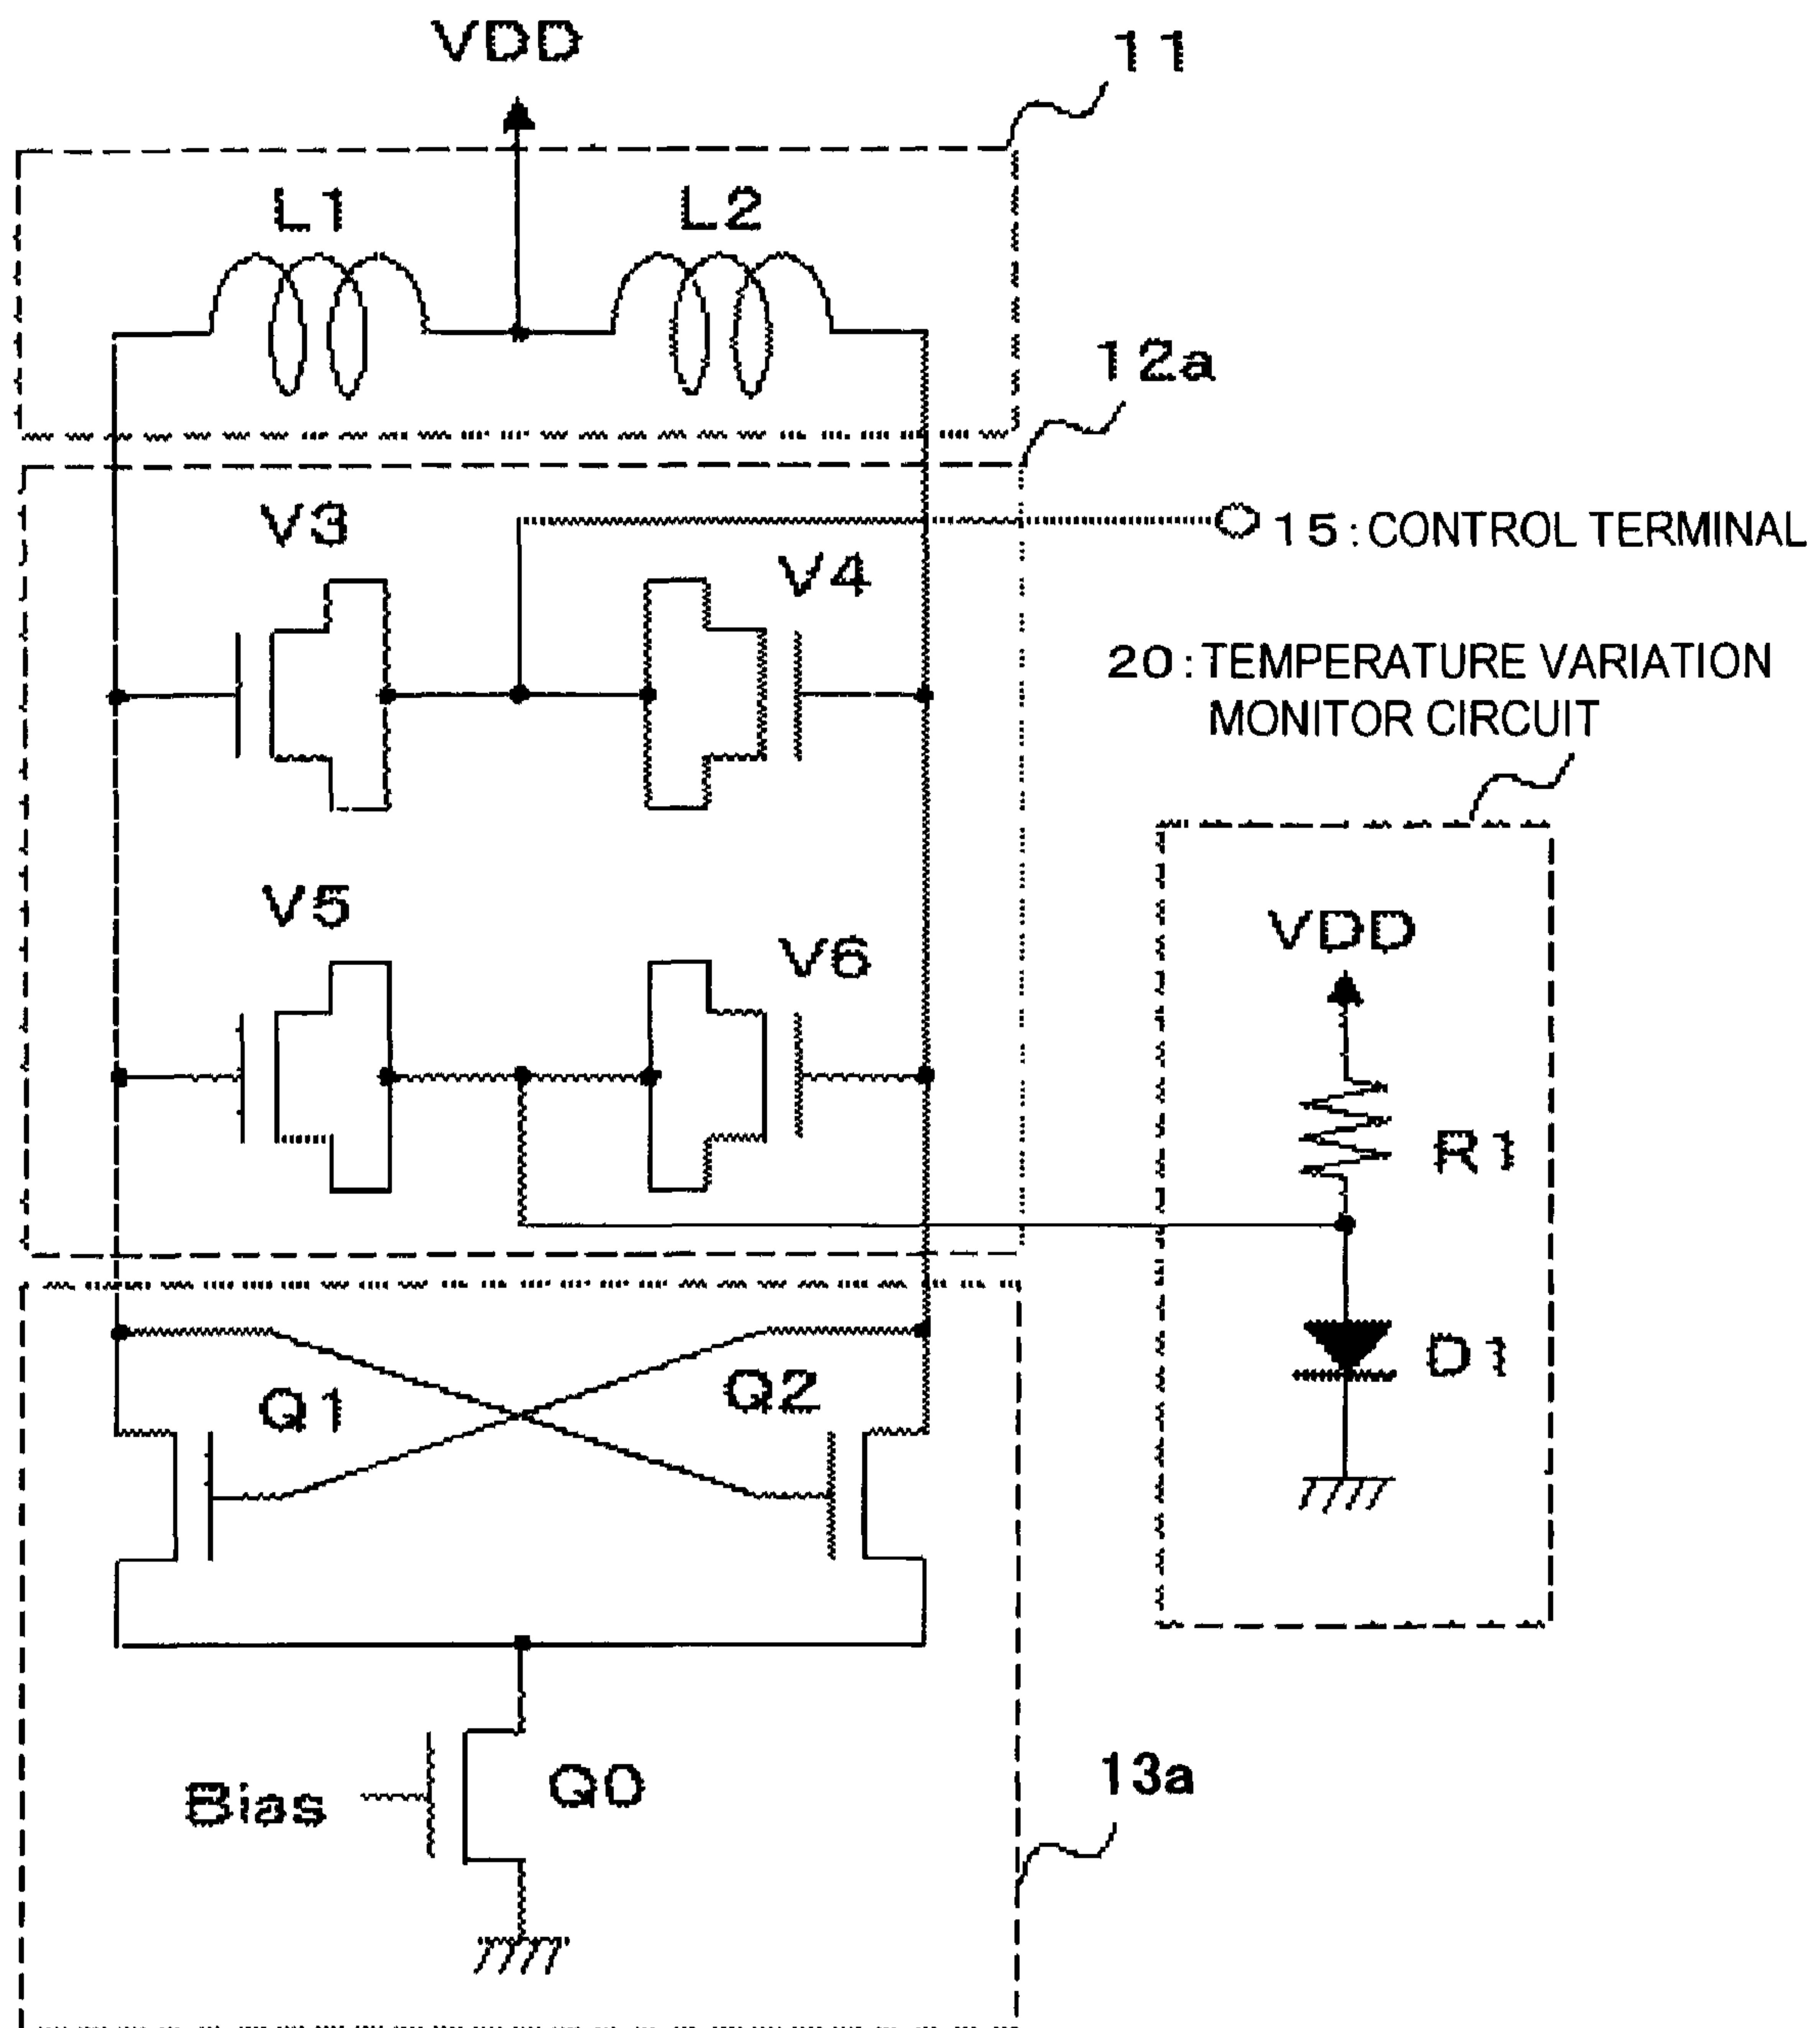 VDD
11
L1
L2
12a
V3
15: CONTROL TERMINAL
V4
20: TEMPERATURE VARIATION
MONITOR CIRCUIT
V5
VDD
V6
R1
D1
Q1
Q2
13a
Bias
Q0